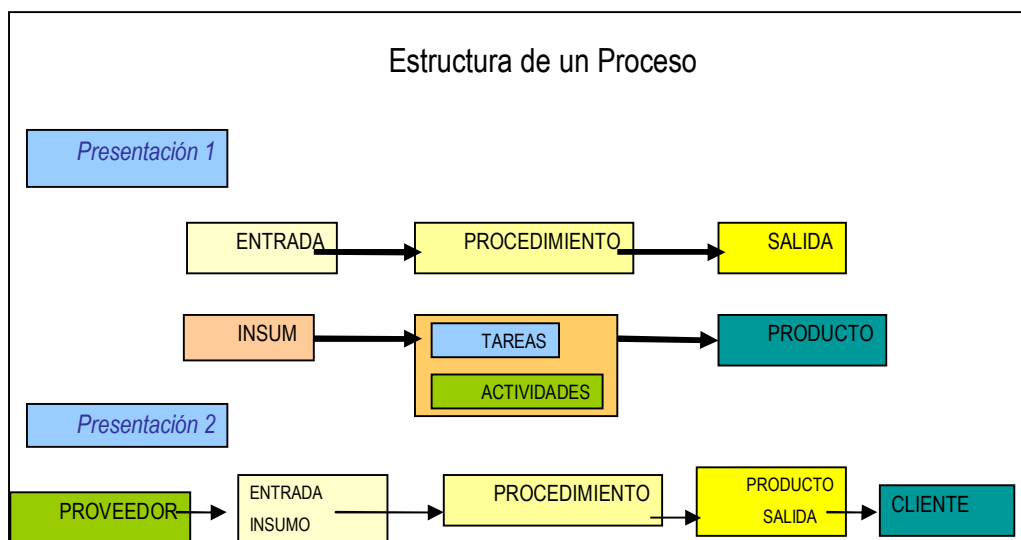 Estructura de un Proceso
Presentación 1
ENTRADA
PROCEDIMIENTO
SALIDA
INSUM
TAREAS
PRODUCTO
ACTIVIDADES
Presentación 2
PROVEEDOR
ENTRADA
INSUMO
PROCEDIMIENTO
PRODUCTO
SALIDA
CLIENTE